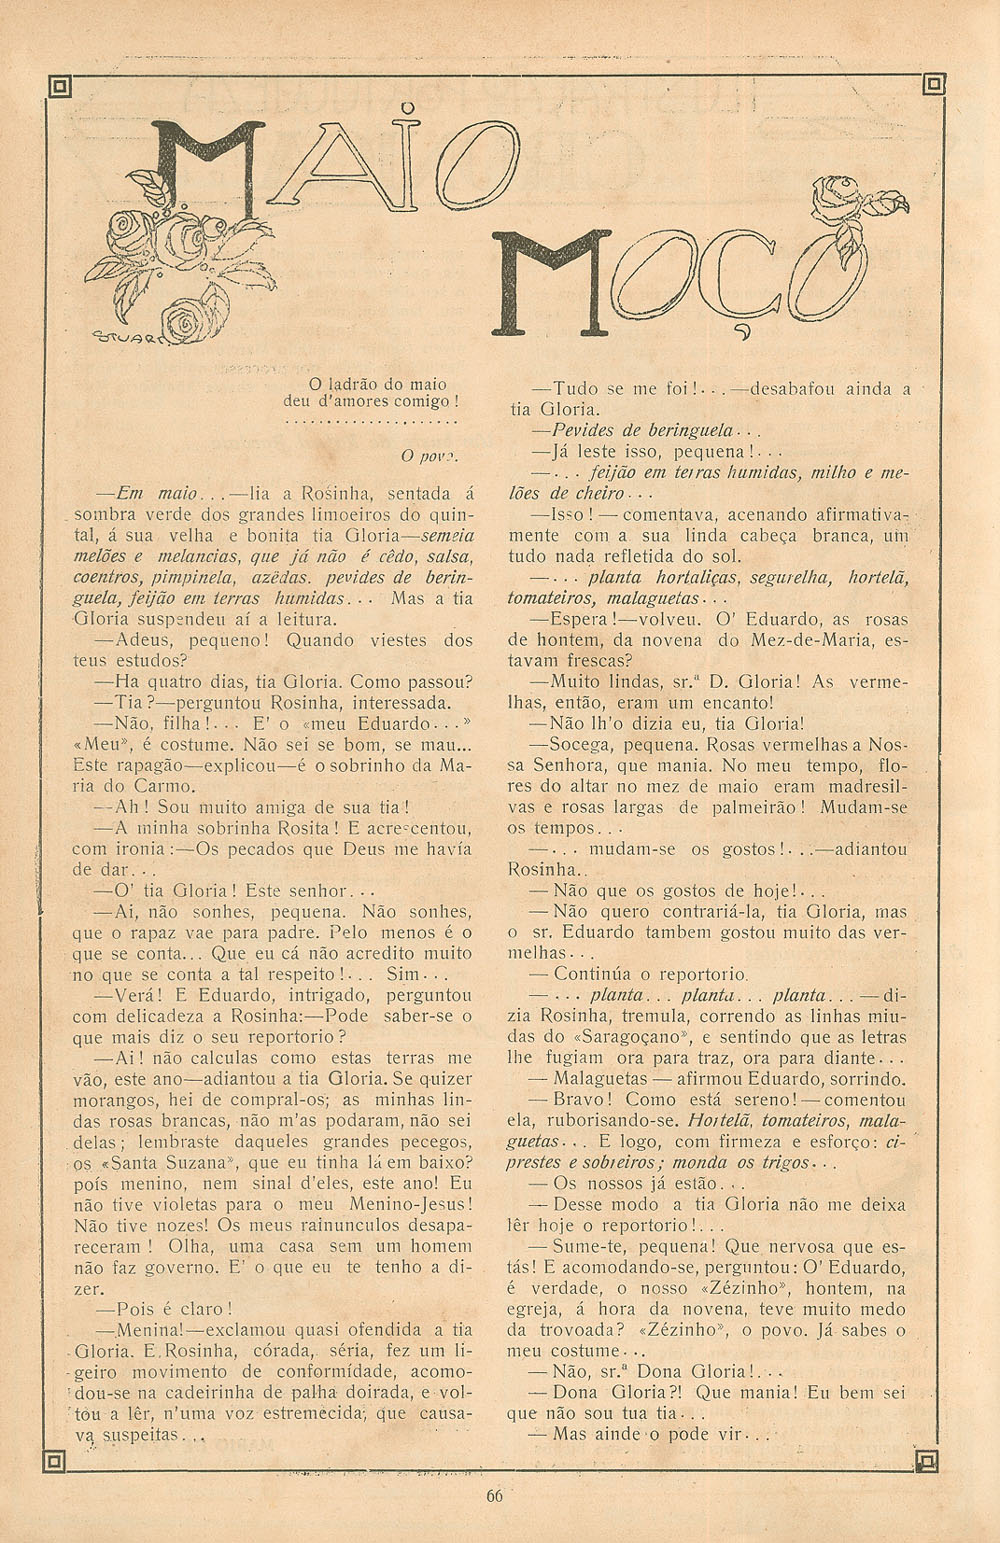 MAIO
MOÇO
STUART.
O ladrão do maio
deu d'amores comigo !
. . . . . . . . . . . . . . . . . . . .
O povo.
—Em maio. . .—lia a Rosinha, sentada á
sombra verde dos grandes limoeiros do quin-
tal, á sua velha e bonita tia Gloria—semeia
melões e melancias, que já não é cêdo, salsa,
coentros, pimpinela, azêdas. pevides de berin-
guela, feijão em terras humidas. . . Mas a tia
Gloria suspendeu aí a leitura.
—Adeus, pequeno! Quando viestes dos
teus estudos?
—Ha quatro dias, tia Gloria. Como passou?
—Tia?—perguntou Rosinha, interessada.
—Não, filha!. . . E' o «meu Eduardo. . .»
«Meu», é costume. Não sei se bom, se mau...
Este rapagão—explicou—é o sobrinho da Ma-
ria do Carmo.
—Ah! Sou muito amiga de sua tia!
—A minha sobrinha Rosita! E acrescentou,
com ironia:—Os pecados que Deus me havía
de dar. . .
—O' tia Gloria! Este senhor. . .
—Ai, não sonhes, pequena. Não sonhes,
que o rapaz vae para padre. Pelo menos é o
que se conta... Que eu cá não acredito muito
no que se conta a tal respeito!. . . Sim. . .
—Verá! E Eduardo, intrigado, perguntou
com delicadeza a Rosinha:—Pode saber-se o
que mais diz o seu reportorio?
—Ai! não calculas como estas terras me
vão, este ano—adiantou a tia Gloria. Se quizer
morangos, hei de compral-os; as minhas lin-
das rosas brancas, não m'as podaram, não sei
delas; lembraste daqueles grandes pecegos,
os «Santa Suzana», que eu tinha lá em baixo?
poís menino, nem sinal d'eles, este ano! Eu
não tive violetas para o meu Menino-Jesus!
Não tive nozes! Os meus rainunculos desapa-
receram! Olha, uma casa sem um homem
não faz governo. E' o que eu te tenho a di-
zer.
—Pois é claro!
—Menina!—exclamou quasi ofendida a tia
Gloria. E Rosinha, córada, séria, fez um li-
geiro movimento de conformídade, acomo-
dou-se na cadeirinha de palha doirada, e vol-
tou a lêr, n'uma voz estremecida, que causa-
va suspeitas. . .
—Tudo se me foi!. . .—desabafou ainda a
tia Gloria.
—Pevides de beringuela. . .
—Já leste isso, pequena!. . .
—. . . feijão em terras humidas, milho e me-
lões de cheiro. . .
—Isso!—comentava, acenando afirmativa-
mente com a sua linda cabeça branca, um
tudo nada refletida do sol.
—. . . planta hortaliças, segurelha, hortelã,
tomateiros, malaguetas. . .
—Espera!—volveu. O' Eduardo, as rosas
de hontem, da novena do Mez-de-Maria, es-
tavam frescas?
—Muito lindas, sr.ª D. Gloria! As verme-
lhas, então, eram um encanto!
—Não lh'o dizia eu, tia Gloria!
—Socega, pequena. Rosas vermelhas a Nos-
sa Senhora, que mania. No meu tempo, flo-
res do altar no mez de maio eram madresil-
vas e rosas largas de palmeirão! Mudam-se
os tempos. . .
—. . . mudam-se os gostos!. . .—adiantou
Rosinha..
—Não que os gostos de hoje!. . .
—Não quero contrariá-la, tia Gloria, mas
o sr. Eduardo tambem gostou muito das ver-
melhas. . .
—Continúa o reportorio.
—. . . planta. . . planta. . . planta. . .—di-
zia Rosinha, tremula, correndo as linhas miu-
das do «Saragoçano», e sentindo que as letras
lhe fugiam ora para traz, ora para diante. . .
—Malaguetas—afirmou Eduardo, sorrindo.
—Bravo! Como está sereno!—comentou
ela, ruborisando-se. Hortelã, tomateiros, mala-
guetas. . . E logo, com firmeza e esforço: ci-
prestes e sobreiros; monda os trigos. . .
—Os nossos já estão. . .
—Desse modo a tia Gloria não me deixa
lêr hoje o reportorio!. . .
—Sume-te, pequena! Que nervosa que es-
tás! E acomodando-se, perguntou: O' Eduardo,
é verdade, o nosso «Zézinho», hontem, na
egreja, á hora da novena, teve muito medo
da trovoada? «Zézinho», o povo. Já sabes o
meu costume. . .
—Não, sr.ª Dona Gloria!. . .
—Dona Gloria?! Que mania! Eu bem sei
que não sou tua tia. . .
—Mas ainde o pode vir. . .
66